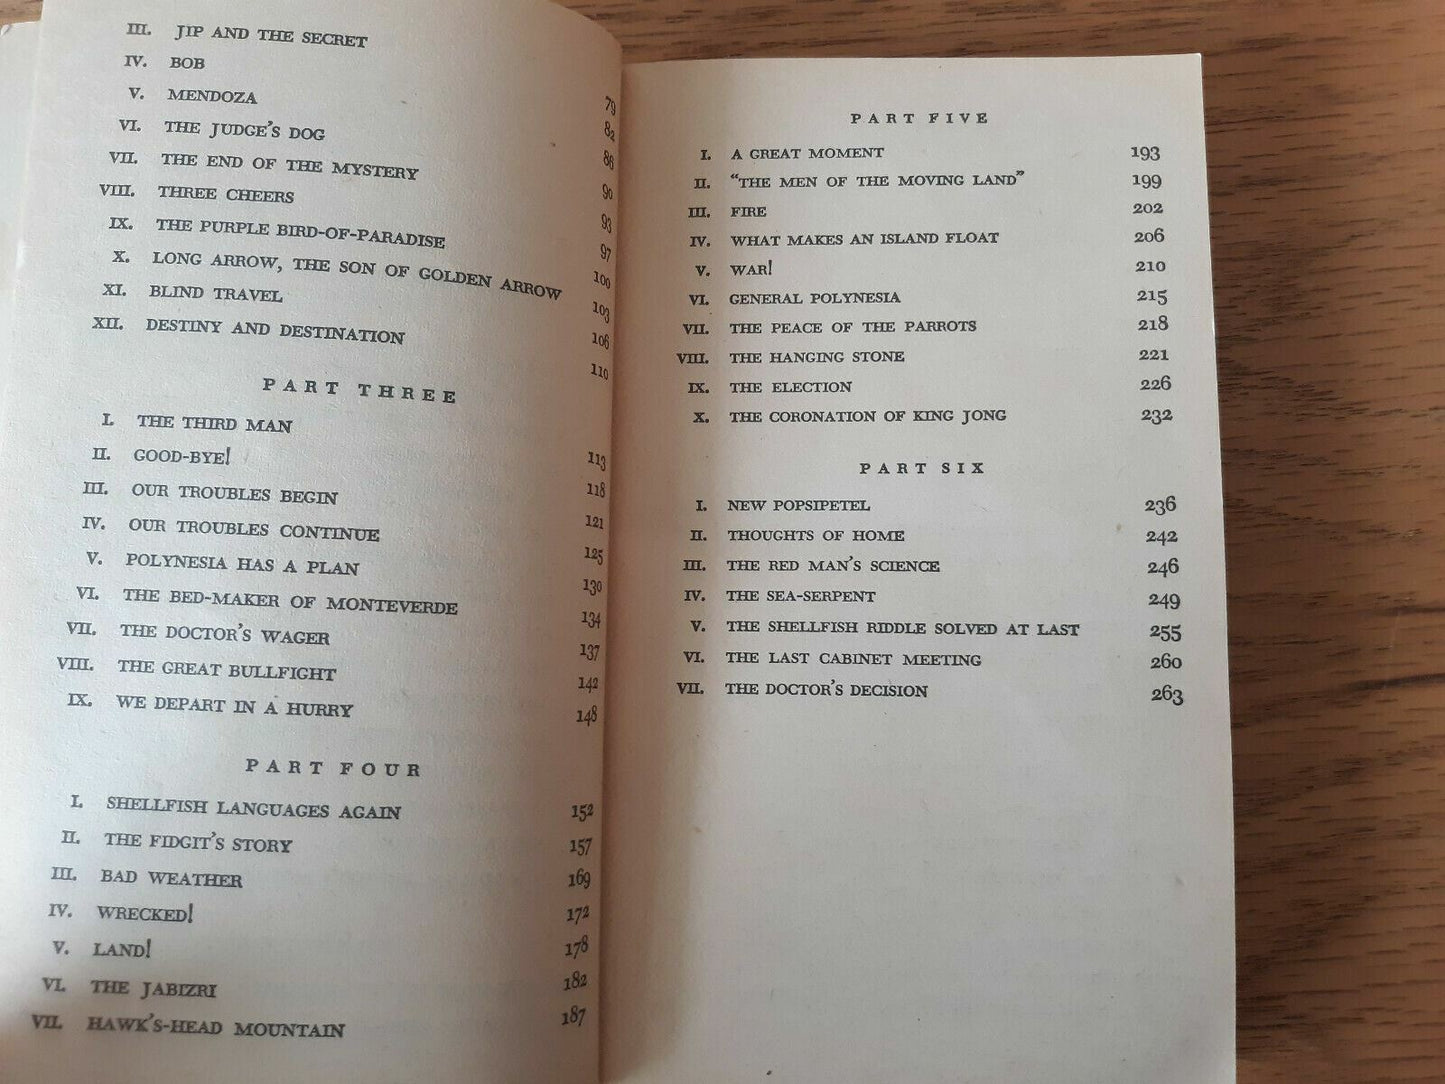 III. JIP AND THE SECRET 79
IV. BOB 82
V. MENDOZA 86
VI. THE JUDGE'S DOG 90
VII. THE END OF THE MYSTERY 93
VIII. THREE CHEERS 97
IX. THE PURPLE BIRD-OF-PARADISE 100
X. LONG ARROW, THE SON OF GOLDEN ARROW 103
XI. BLIND TRAVEL 106
XII. DESTINY AND DESTINATION 110
PART THREE
I. THE THIRD MAN 113
II. GOOD-BYE! 118
III. OUR TROUBLES BEGIN 121
IV. OUR TROUBLES CONTINUE 125
V. POLYNESIA HAS A PLAN 130
VI. THE BED-MAKER OF MONTEVERDE 134
VII. THE DOCTOR'S WAGER 137
VIII. THE GREAT BULLFIGHT 142
IX. WE DEPART IN A HURRY 148
PART FOUR
I. SHELLFISH LANGUAGES AGAIN 152
II. THE FIDGIT'S STORY 157
III. BAD WEATHER 169
IV. WRECKED! 172
V. LAND! 178
VI. THE JABIZRI 182
VII. HAWK'S-HEAD MOUNTAIN 187
PART FIVE
I. A GREAT MOMENT 193
II. "THE MEN OF THE MOVING LAND" 199
III. FIRE 202
IV. WHAT MAKES AN ISLAND FLOAT 206
V. WAR! 210
VI. GENERAL POLYNESIA 215
VII. THE PEACE OF THE PARROTS 218
VIII. THE HANGING STONE 221
IX. THE ELECTION 226
X. THE CORONATION OF KING JONG 232
PART SIX
I. NEW POPSIPETEL 236
II. THOUGHTS OF HOME 242
III. THE RED MAN'S SCIENCE 246
IV. THE SEA-SERPENT 249
V. THE SHELLFISH RIDDLE SOLVED AT LAST 255
VI. THE LAST CABINET MEETING 260
VII. THE DOCTOR'S DECISION 263